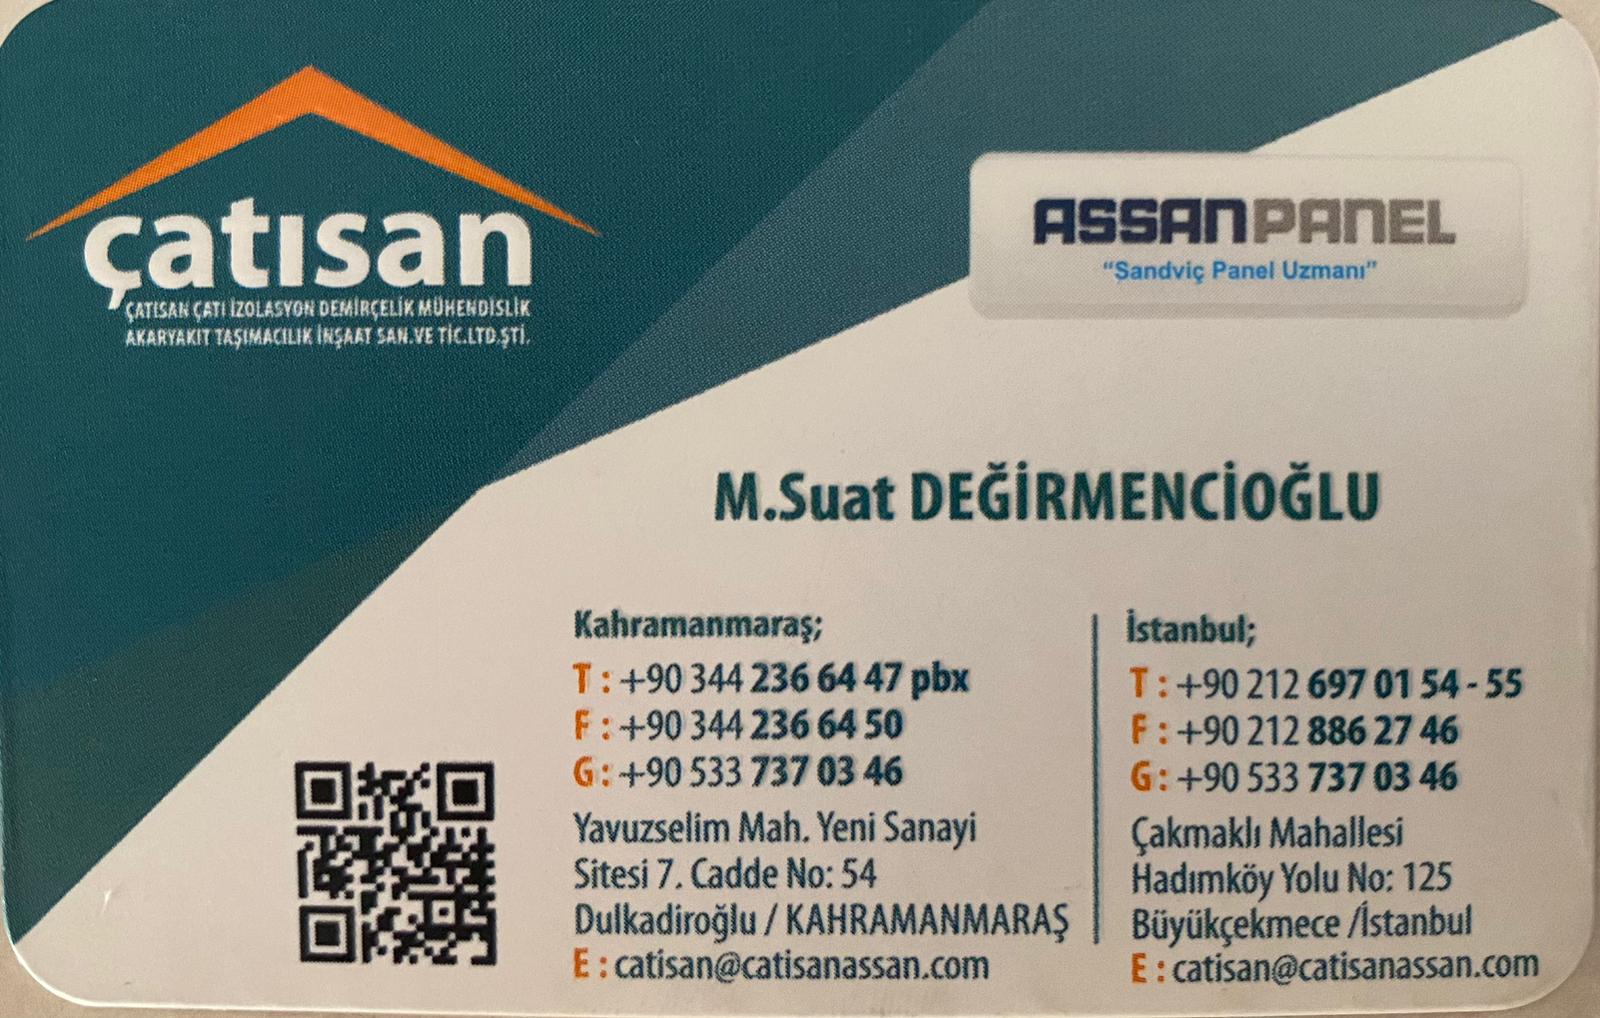 çatısan
ÇATISAN ÇATI İZOLASYON DEMİRÇELİK MÜHENDİSLİK
AKARYAKIT TAŞIMACILIK İNŞAAT SAN.VE TİC.LTD.ŞTİ.
ASSANPANEL
“Sandviç Panel Uzmanı”
M.Suat DEĞİRMENCİOĞLU
Kahramanmaraş;
T : +90 344 236 64 47 pbx
F : +90 344 236 64 50
G : +90 533 737 03 46
Yavuzselim Mah. Yeni Sanayi
Sitesi 7. Cadde No: 54
Dulkadiroğlu / KAHRAMANMARAŞ
E : catisan@catisanassan.com
İstanbul;
T : +90 212 697 01 54 - 55
F : +90 212 886 27 46
G : +90 533 737 03 46
Çakmaklı Mahallesi
Hadımköy Yolu No: 125
Büyükçekmece /İstanbul
E : catisan@catisanassan.com